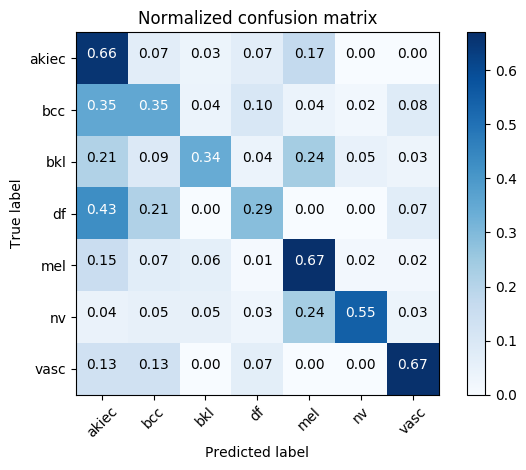 Normalized confusion matrix
akiec 0.66 0.07 0.03 0.07 0.17 0.00 0.00
bcc 0.35 0.35 0.04 0.10 0.04 0.02 0.08
bkl 0.21 0.09 0.34 0.04 0.24 0.05 0.03
df 0.43 0.21 0.00 0.29 0.00 0.00 0.07
mel 0.15 0.07 0.06 0.01 0.67 0.02 0.02
nv 0.04 0.05 0.05 0.03 0.24 0.55 0.03
vasc 0.13 0.13 0.00 0.07 0.00 0.00 0.67
akiec bcc bkl df mel nv vasc
True label
Predicted label
0.6
0.5
0.4
0.3
0.2
0.1
0.0